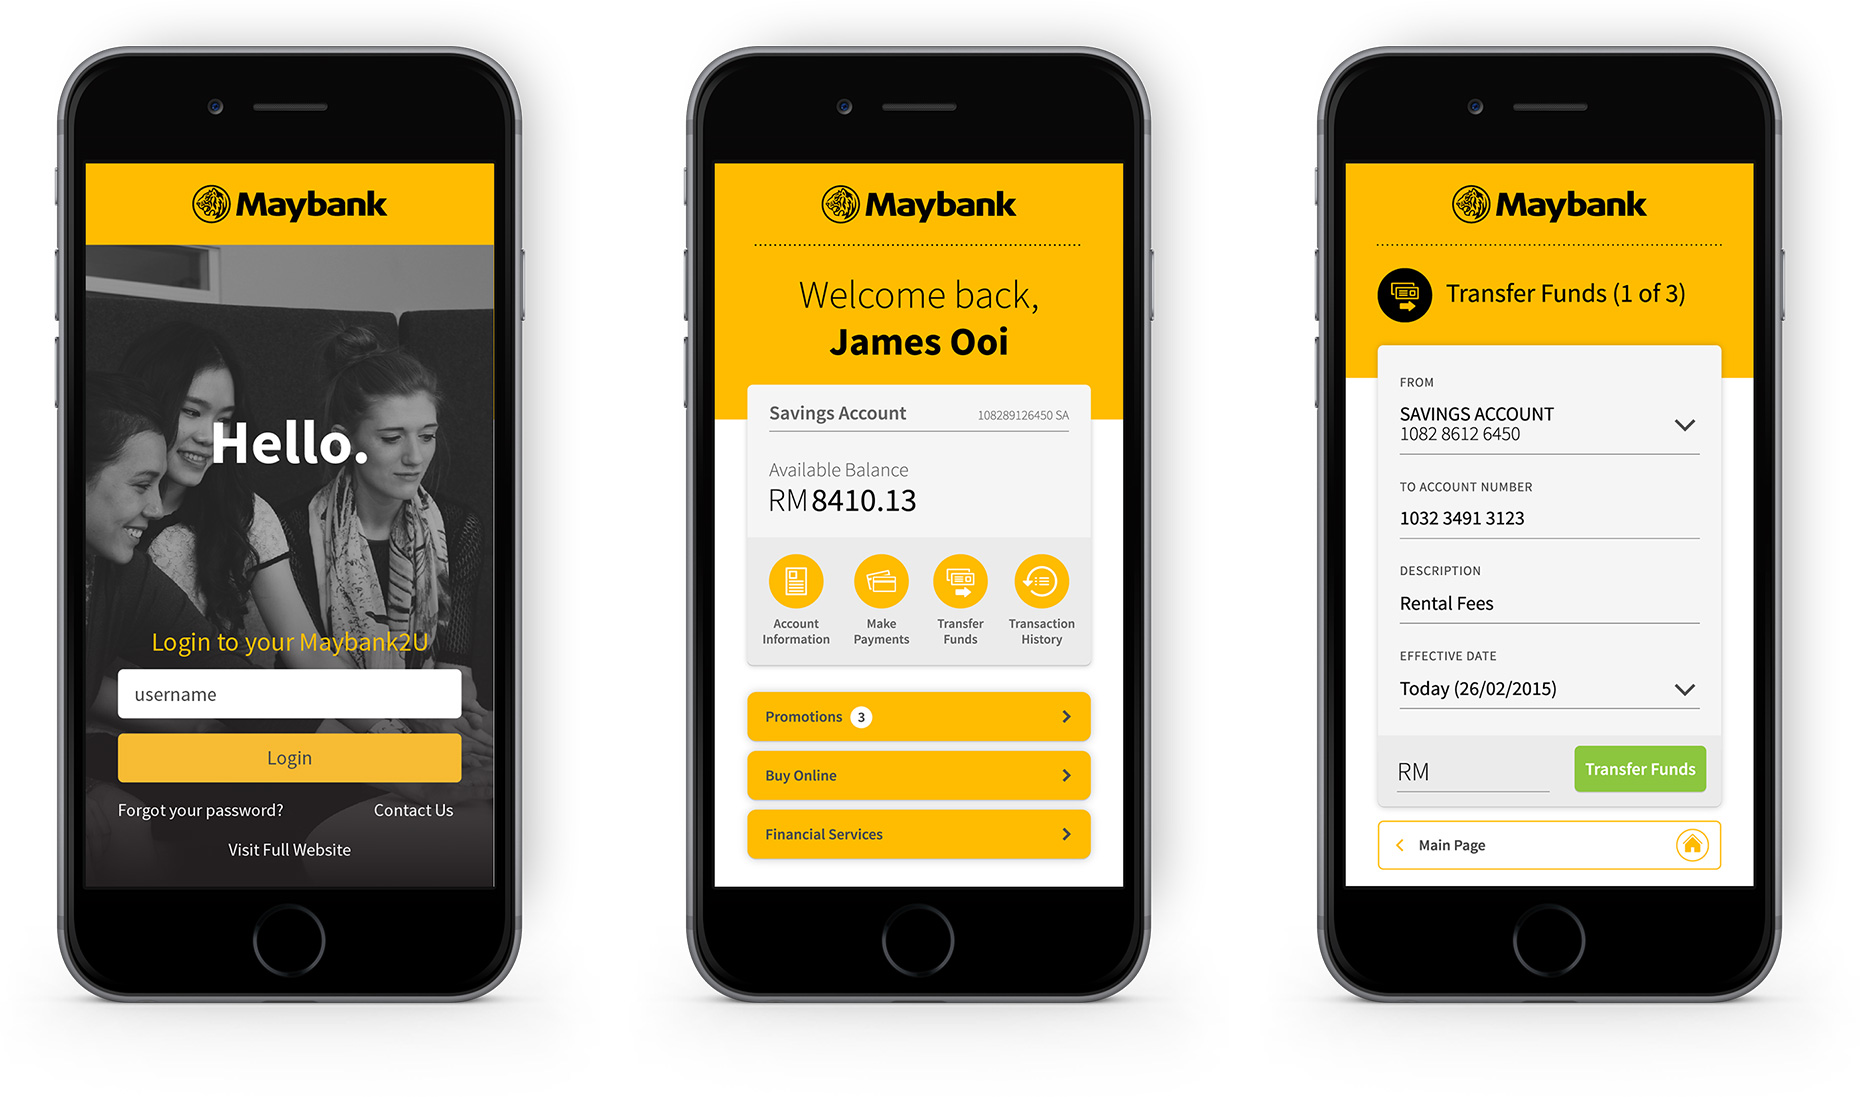 Maybank
Hello.
Login to your Maybank2U
username
Login
Forgot your password?
Contact Us
Visit Full Website
Maybank
Welcome back,
James Ooi
Savings Account
108289126450 SA
Available Balance
RM8410.13
Account
Information
Make
Payments
Transfer
Funds
Transaction
History
Promotions 3
Buy Online
Financial Services
Maybank
Transfer Funds (1 of 3)
FROM
SAVINGS ACCOUNT
1082 8612 6450
TO ACCOUNT NUMBER
1032 3491 3123
DESCRIPTION
Rental Fees
EFFECTIVE DATE
Today (26/02/2015)
RM
Transfer Funds
Main Page